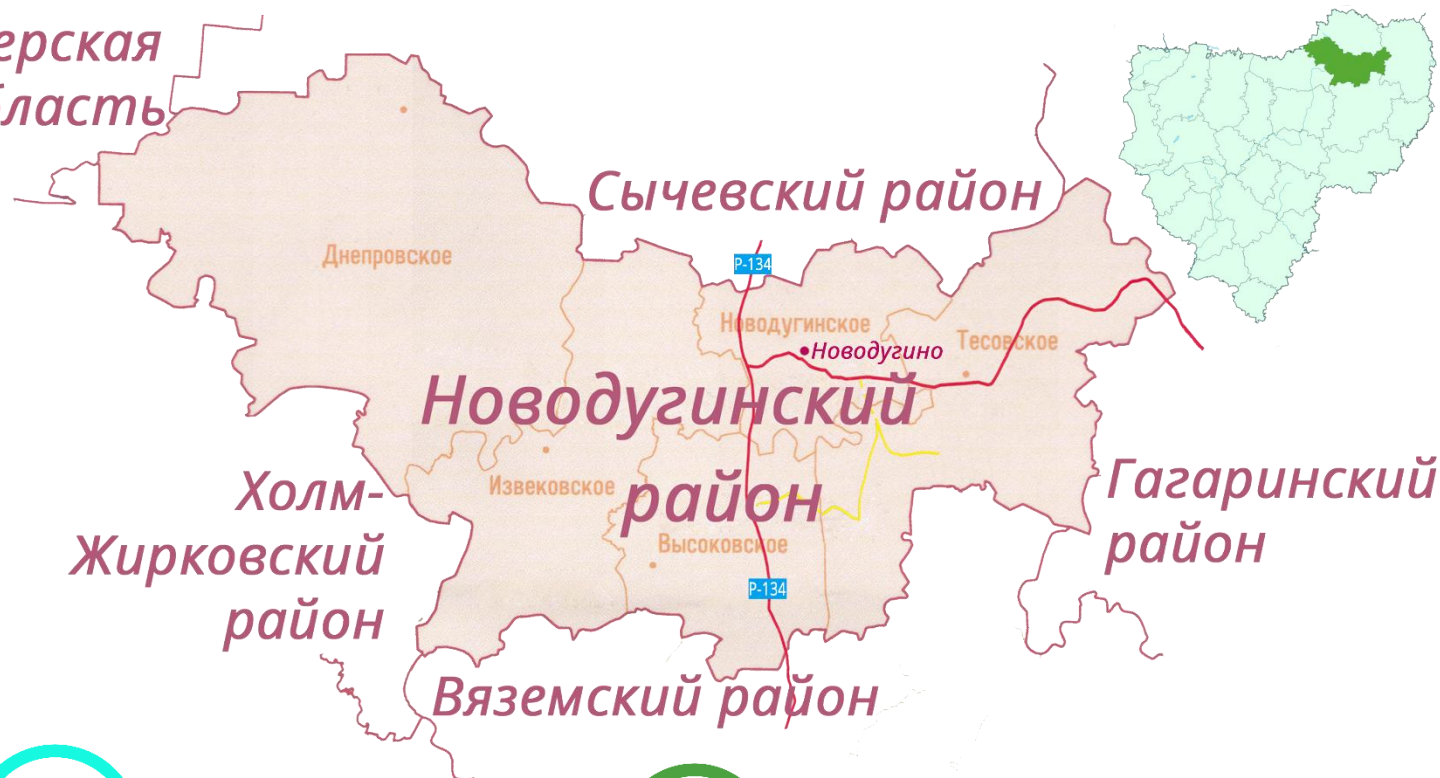 ерская
бласть
Сычевский район
Р-134
Днепровское
Новодугинское
Новодугино
Тесовское
Новодугинский
район
Извековское
Высоковское
Р-134
Холм-
Жирковский
район
Гагаринский
район
Вяземский район